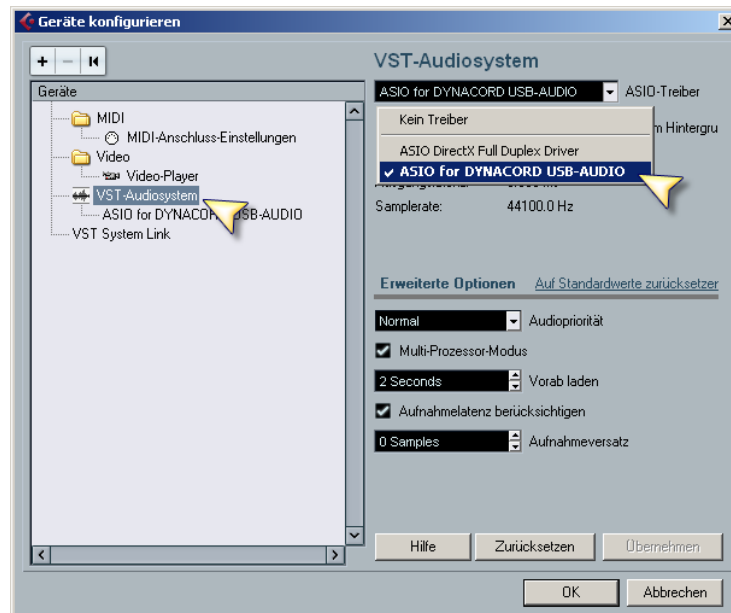 Geräte konfigurieren
Geräte
MIDI
MIDI-Anschluss-Einstellungen
Video
Video-Player
VST-Audiosystem
ASIO for DYNACORD USB-AUDIO
VST System Link
VST-Audiosystem
ASIO for DYNACORD USB-AUDIO ASIO-Treiber
Kein Treiber
m Hintergru
ASIO DirectX Full Duplex Driver
ASIO for DYNACORD USB-AUDIO
Samplerate: 44100.0 Hz
Erweiterte Optionen Auf Standardwerte zurücksetzer
Normal Audiopriorität
Multi-Prozessor-Modus
2 Seconds Vorab laden
Aufnahmelatenz berücksichtigen
0 Samples Aufnahmeversatz
Hilfe Zurücksetzen Übernehmen
OK Abbrechen